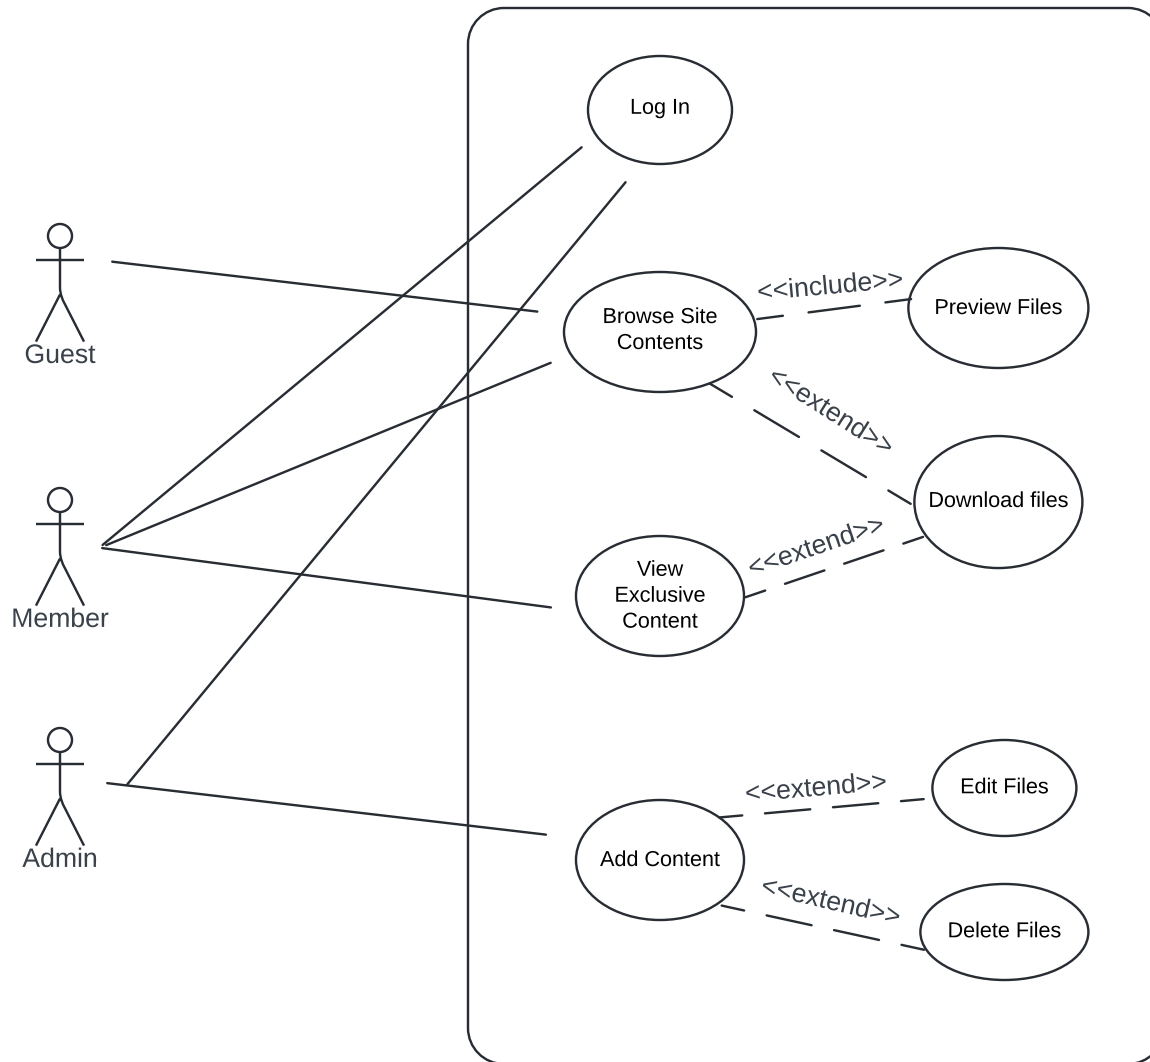 Log In
Guest
Browse Site
Contents
<<include>>
Preview Files
<<extend>>
Download files
Member
View
Exclusive
Content
<<extend>>
Admin
Add Content
<<extend>>
Edit Files
<<extend>>
Delete Files